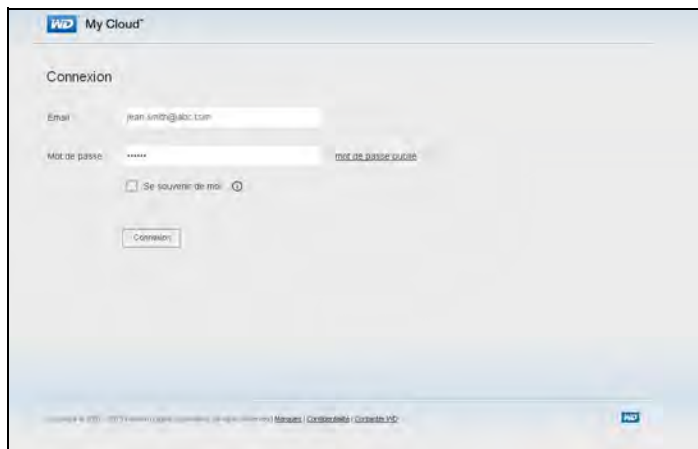 WD My Cloud™
Connexion
Email jean.smith@abc.com
Mot de passe •••••• mot de passe oublié
Se souvenir de moi
Connexion
Marques | Confidentialité | Contacter WD
WD